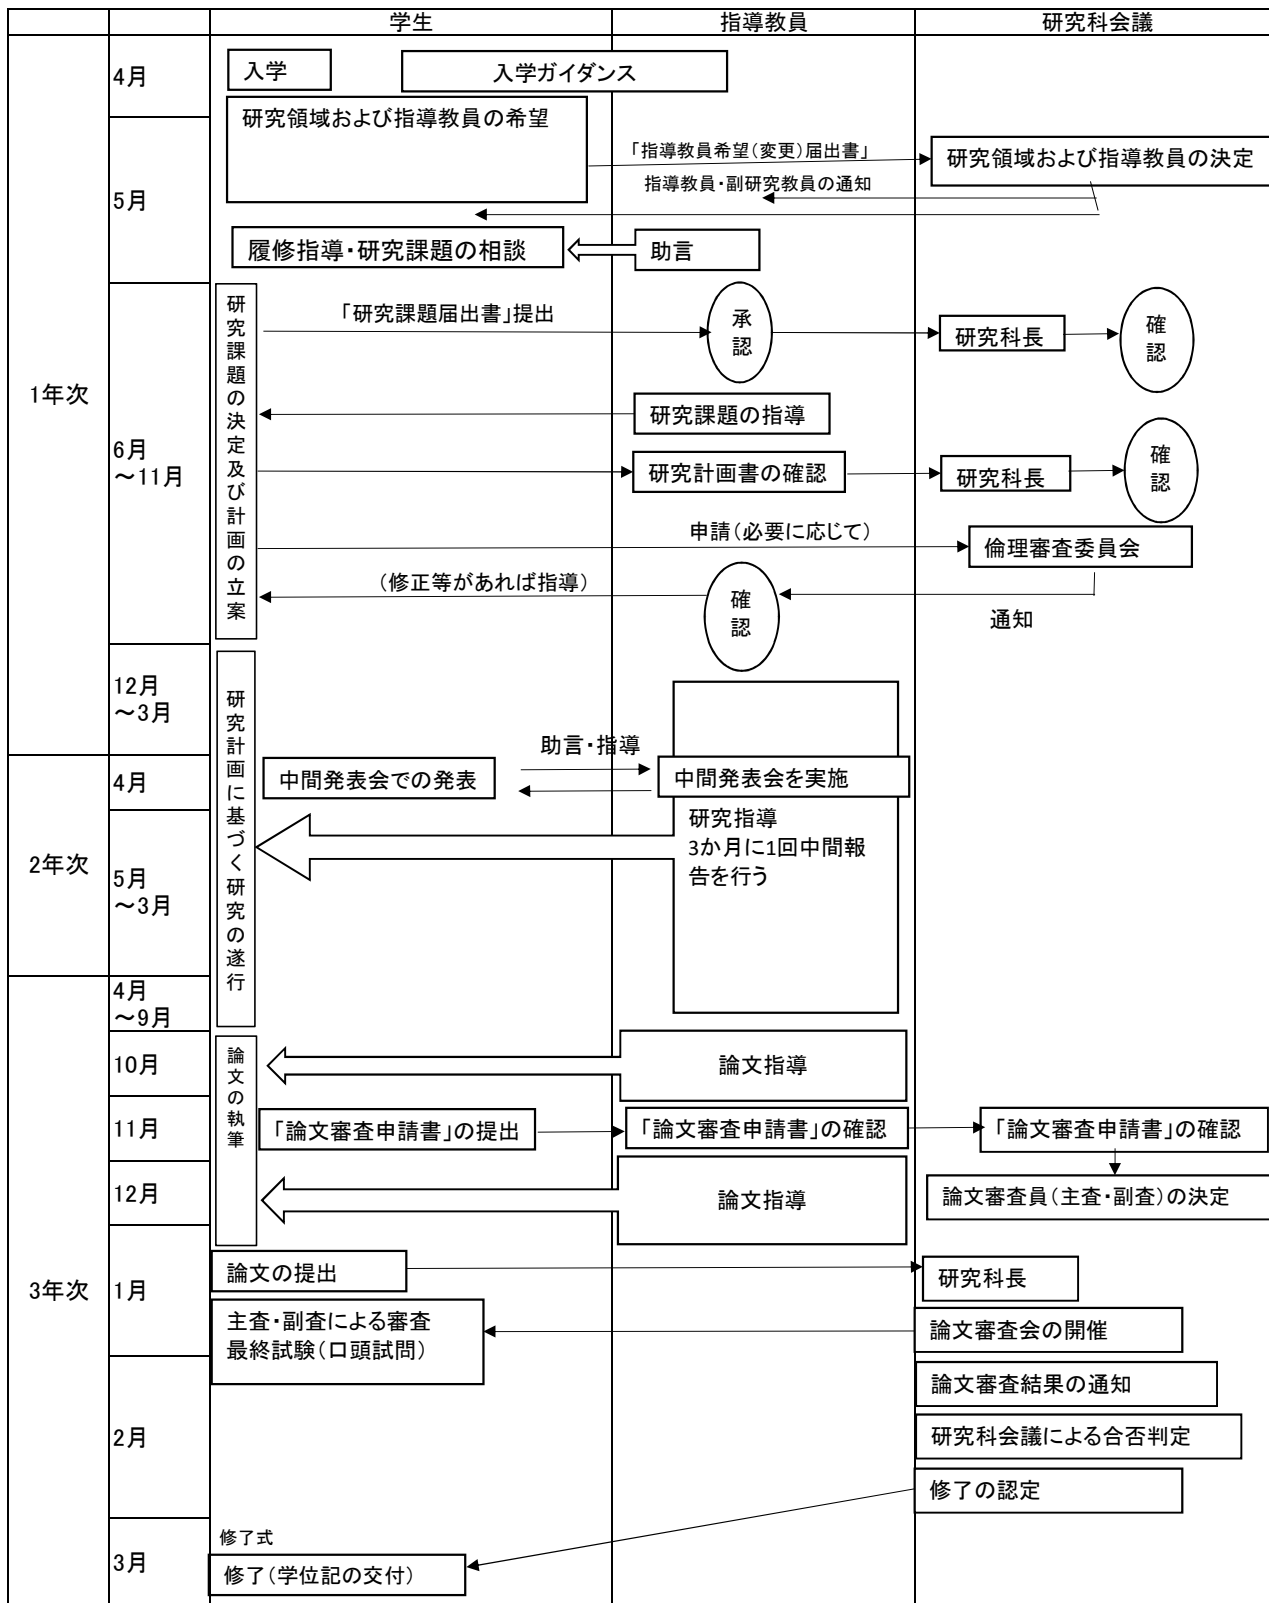 学生
指導教員
研究科会議
1年次
4月
入学
入学ガイダンス
研究領域および指導教員の希望
5月
「指導教員希望(変更)届出書」
研究領域および指導教員の決定
指導教員・副研究教員の通知
履修指導・研究課題の相談
助言
6月
～11月
研究課題の決定及び計画の立案
「研究課題届出書」提出
承認
研究科長
確認
研究課題の指導
研究計画書の確認
研究科長
確認
申請(必要に応じて)
倫理審査委員会
(修正等があれば指導)
確認
通知
12月
～3月
研究計画に基づく研究の遂行
2年次
4月
中間発表会での発表
助言・指導
中間発表会を実施
研究指導
3か月に1回中間報
告を行う
5月
～3月
3年次
4月
～9月
10月
論文の執筆
論文指導
11月
「論文審査申請書」の提出
「論文審査申請書」の確認
「論文審査申請書」の確認
12月
論文指導
論文審査員(主査・副査)の決定
1月
論文の提出
研究科長
主査・副査による審査
最終試験(口頭試問)
論文審査会の開催
2月
論文審査結果の通知
研究科会議による合否判定
修了の認定
3月
修了式
修了(学位記の交付)